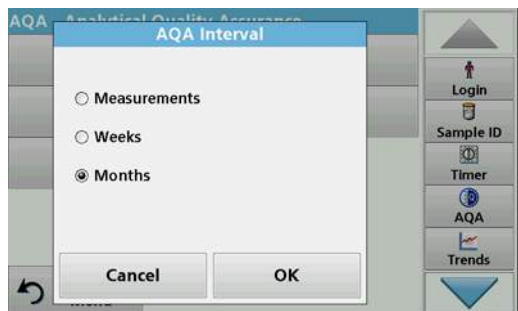 AQA
AQA Interval
Measurements
Weeks
Months
Cancel
OK
Login
Sample ID
Timer
AQA
Trends